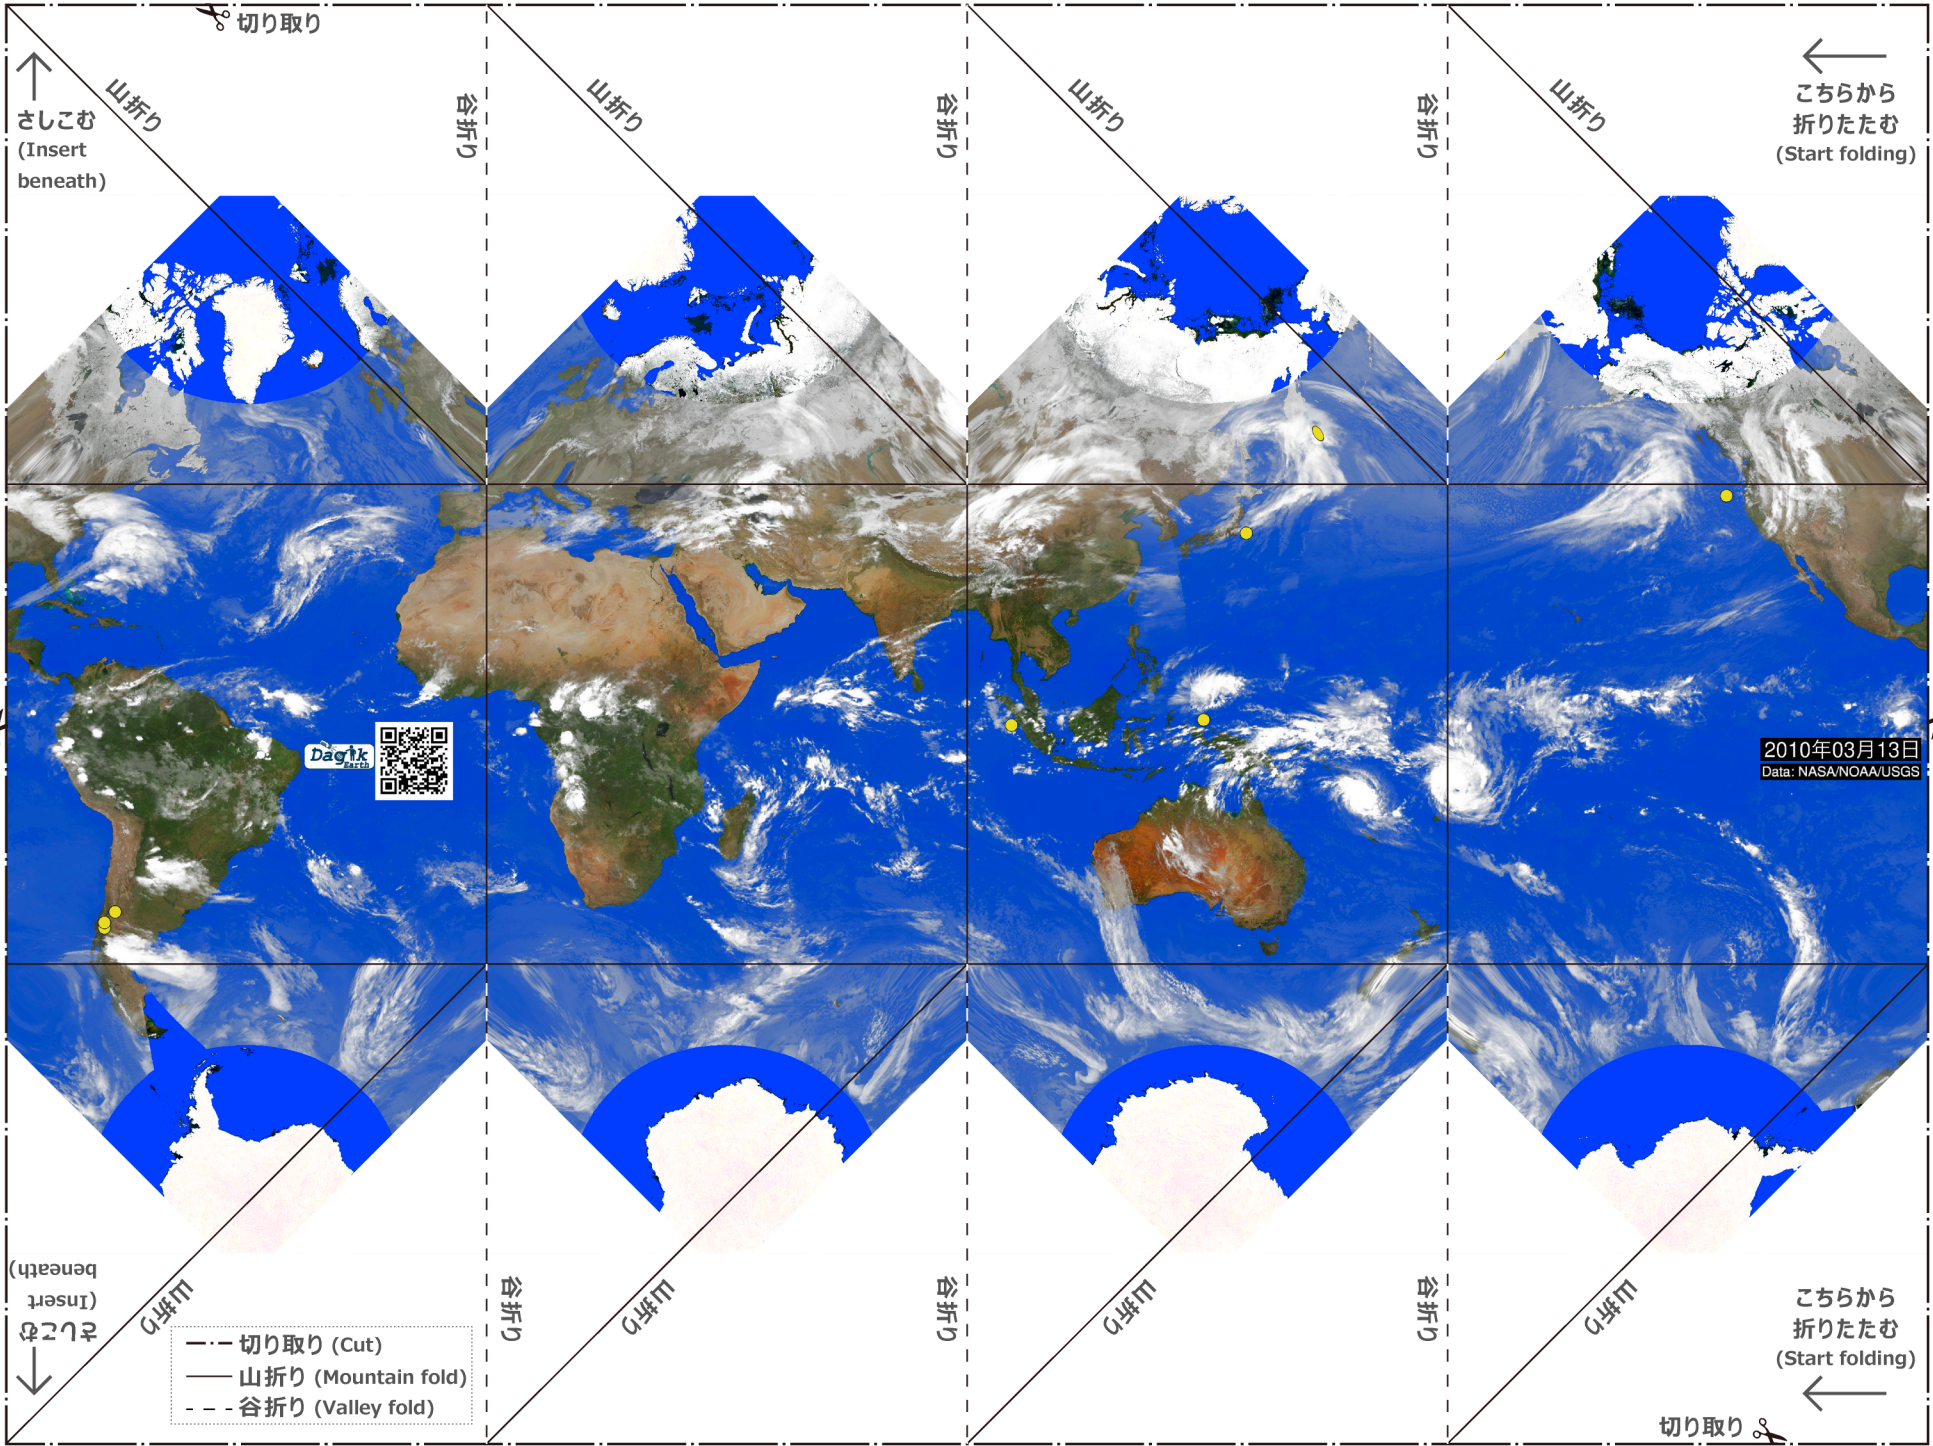 切り取り
山折り
谷折り
山折り
谷折り
山折り
谷折り
山折り
さしこむ
(Insert
beneath)
こちらから
折りたたむ
(Start folding)
Dagik
Earth
2010年03月13日
Data: NASA/NOAA/USGS
さしこむ
(Insert
beneath)
山折り
谷折り
山折り
谷折り
山折り
谷折り
山折り
切り取り (Cut)
山折り (Mountain fold)
谷折り (Valley fold)
こちらから
折りたたむ
(Start folding)
切り取り